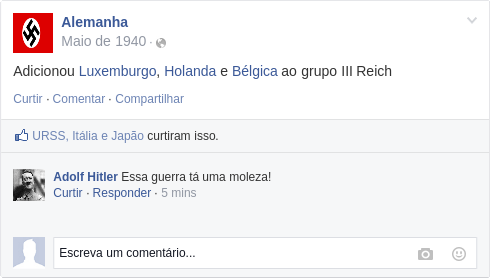 Alemanha
Maio de 1940 ·
Adicionou Luxemburgo, Holanda e Bélgica ao grupo III Reich
Curtir · Comentar · Compartilhar
URSS, Itália e Japão curtiram isso.
Adolf Hitler Essa guerra tá uma moleza!
Curtir · Responder · 5 mins
Escreva um comentário...